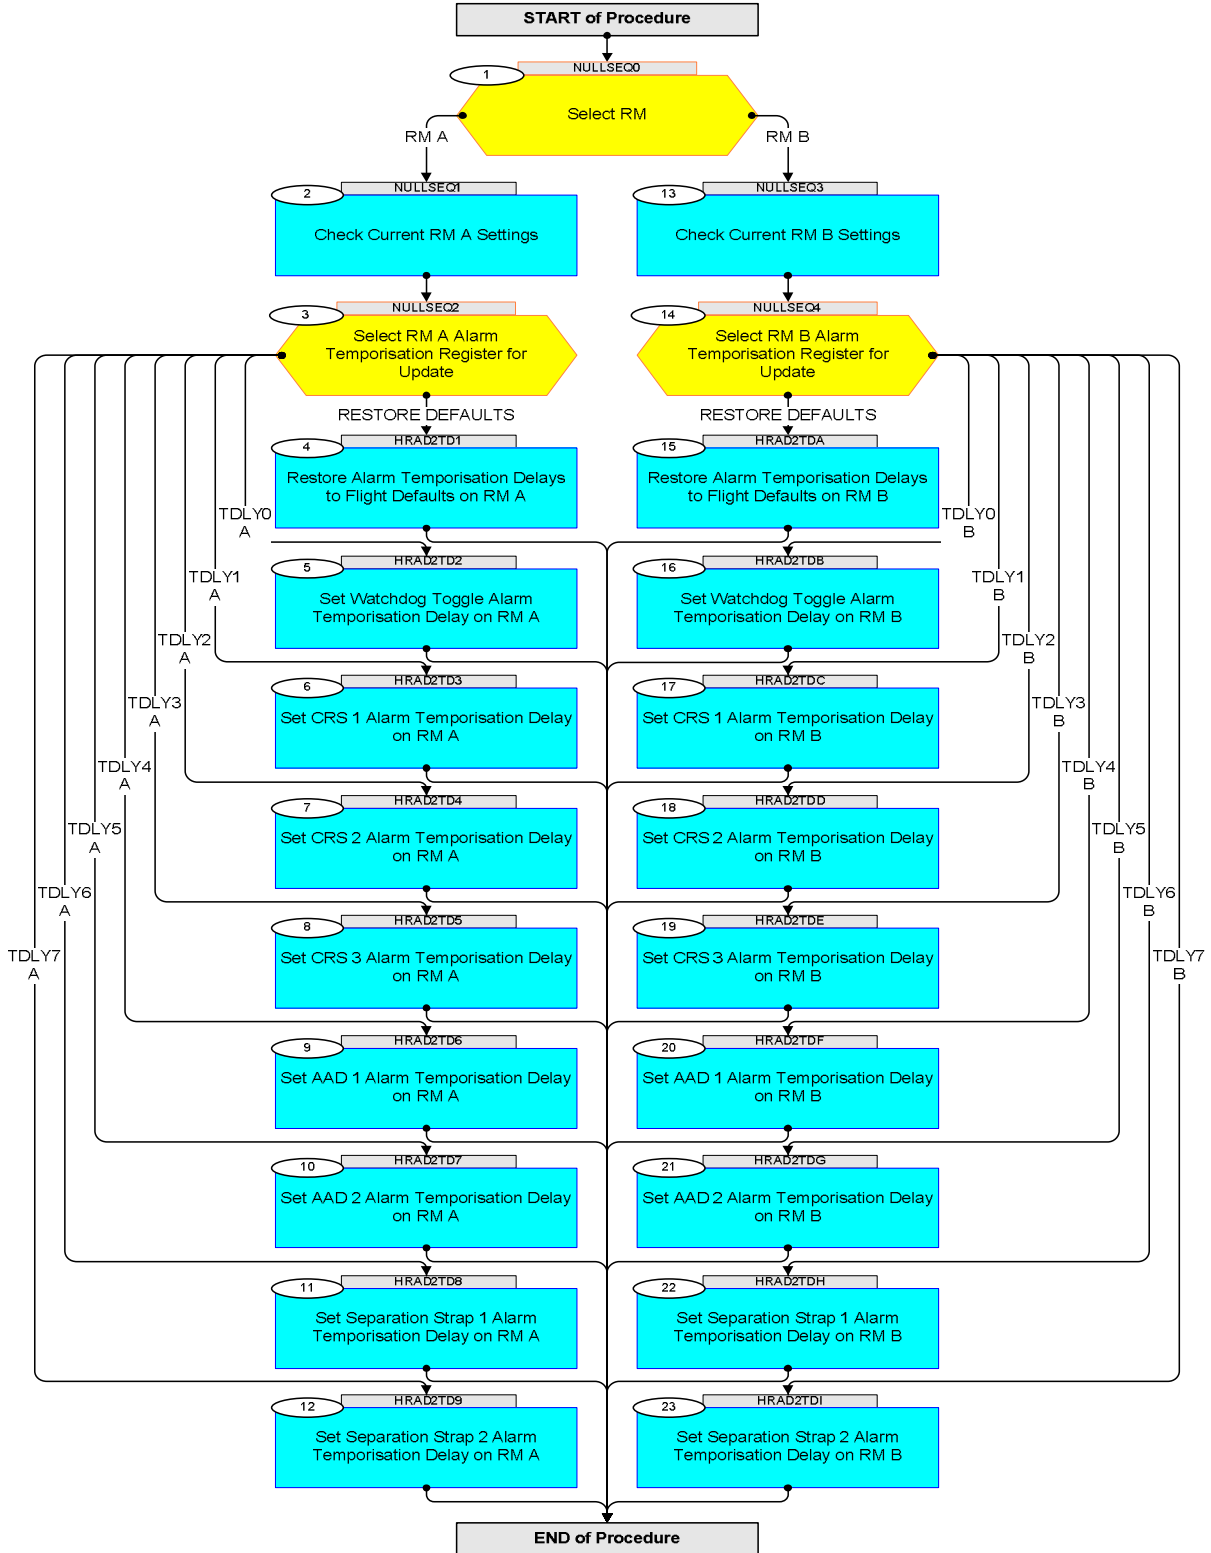 START of Procedure
NULLSEQ0
1
Select RM
RM A
RM B
NULLSEQ1
2
Check Current RM A Settings
NULLSEQ3
13
Check Current RM B Settings
NULLSEQ2
3
Select RM A Alarm
Temporisation Register for
Update
NULLSEQ4
14
Select RM B Alarm
Temporisation Register for
Update
RESTORE DEFAULTS
RESTORE DEFAULTS
HRAD2TD1
4
Restore Alarm Temporisation Delays
to Flight Defaults on RM A
HRAD2TDA
15
Restore Alarm Temporisation Delays
to Flight Defaults on RM B
TDLY0
A
TDLY0
B
HRAD2TD2
5
Set Watchdog Toggle Alarm
Temporisation Delay on RM A
HRAD2TDB
16
Set Watchdog Toggle Alarm
Temporisation Delay on RM B
TDLY1
A
TDLY1
B
TDLY2
A
TDLY2
B
HRAD2TD3
6
Set CRS 1 Alarm Temporisation Delay
on RM A
HRAD2TDC
17
Set CRS 1 Alarm Temporisation Delay
on RM B
TDLY3
A
TDLY3
B
TDLY4
A
TDLY4
B
HRAD2TD4
7
Set CRS 2 Alarm Temporisation Delay
on RM A
HRAD2TDD
18
Set CRS 2 Alarm Temporisation Delay
on RM B
TDLY5
A
TDLY5
B
TDLY6
A
TDLY6
B
HRAD2TD5
8
Set CRS 3 Alarm Temporisation Delay
on RM A
HRAD2TDE
19
Set CRS 3 Alarm Temporisation Delay
on RM B
TDLY7
A
TDLY7
B
HRAD2TD6
9
Set AAD 1 Alarm Temporisation Delay
on RM A
HRAD2TDF
20
Set AAD 1 Alarm Temporisation Delay
on RM B
HRAD2TD7
10
Set AAD 2 Alarm Temporisation Delay
on RM A
HRAD2TDG
21
Set AAD 2 Alarm Temporisation Delay
on RM B
HRAD2TD8
11
Set Separation Strap 1 Alarm
Temporisation Delay on RM A
HRAD2TDH
22
Set Separation Strap 1 Alarm
Temporisation Delay on RM B
HRAD2TD9
12
Set Separation Strap 2 Alarm
Temporisation Delay on RM A
HRAD2TDI
23
Set Separation Strap 2 Alarm
Temporisation Delay on RM B
END of Procedure